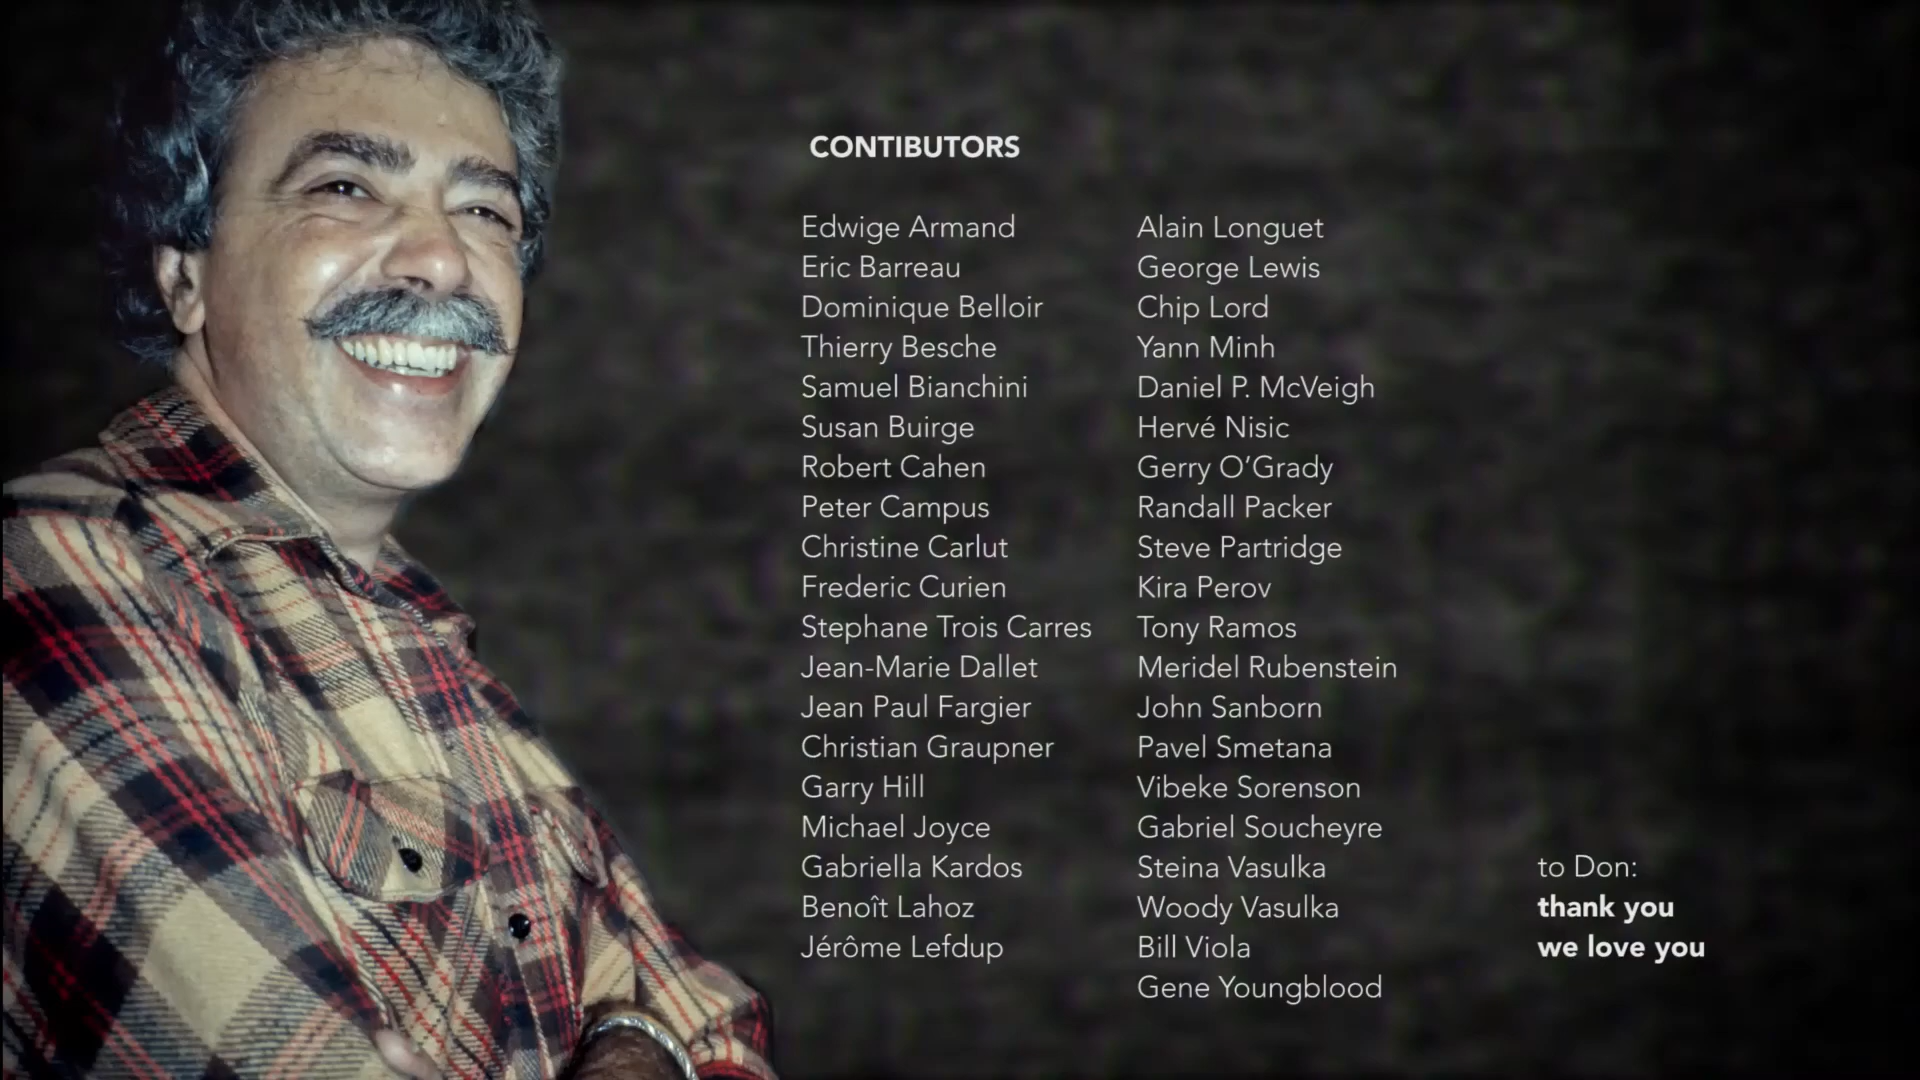 CONTIBUTORS
Edwige Armand
Eric Barreau
Dominique Belloir
Thierry Besche
Samuel Bianchini
Susan Buirge
Robert Cahen
Peter Campus
Christine Carlut
Frederic Curien
Stephane Trois Carres
Jean-Marie Dallet
Jean Paul Fargier
Christian Graupner
Garry Hill
Michael Joyce
Gabriella Kardos
Benoît Lahoz
Jérôme Lefdup
Alain Longuet
George Lewis
Chip Lord
Yann Minh
Daniel P. McVeigh
Hervé Nisic
Gerry O’Grady
Randall Packer
Steve Partridge
Kira Perov
Tony Ramos
Meridel Rubenstein
John Sanborn
Pavel Smetana
Vibeke Sorenson
Gabriel Soucheyre
Steina Vasulka
Woody Vasulka
Bill Viola
Gene Youngblood
to Don:
thank you
we love you